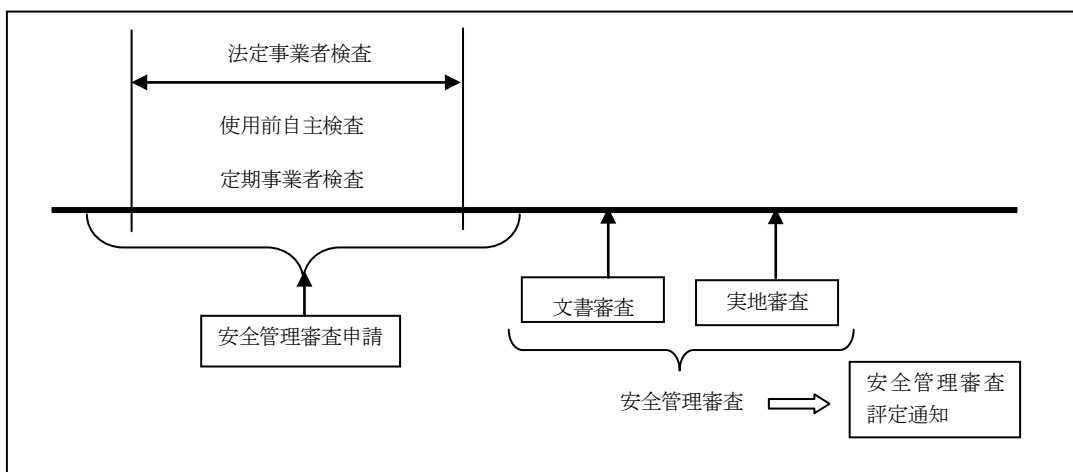 法定事業者検査
使用前自主検査
定期事業者検査
文書審査
実地審査
安全管理審査申請
安全管理審査
安全管理審査
評定通知